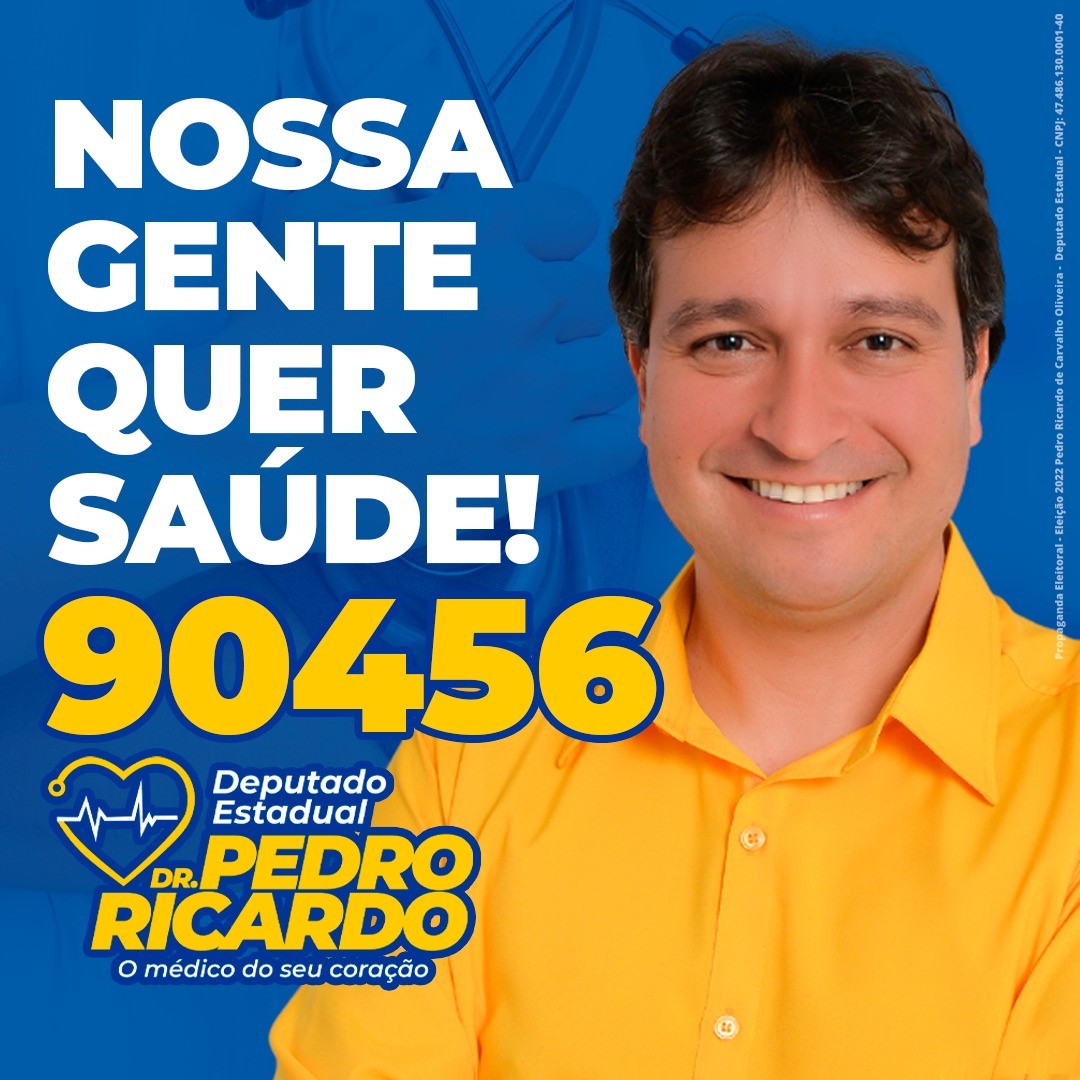 NOSSA
GENTE
QUER
SAÚDE!
90456
Deputado
Estadual
DR. PEDRO
RICARDO
O médico do seu coração
Propaganda Eleitoral - Eleição 2022 Pedro Ricardo de Carvalho Oliveira - Deputado Estadual - CNPJ: 47.486.130.0001-40